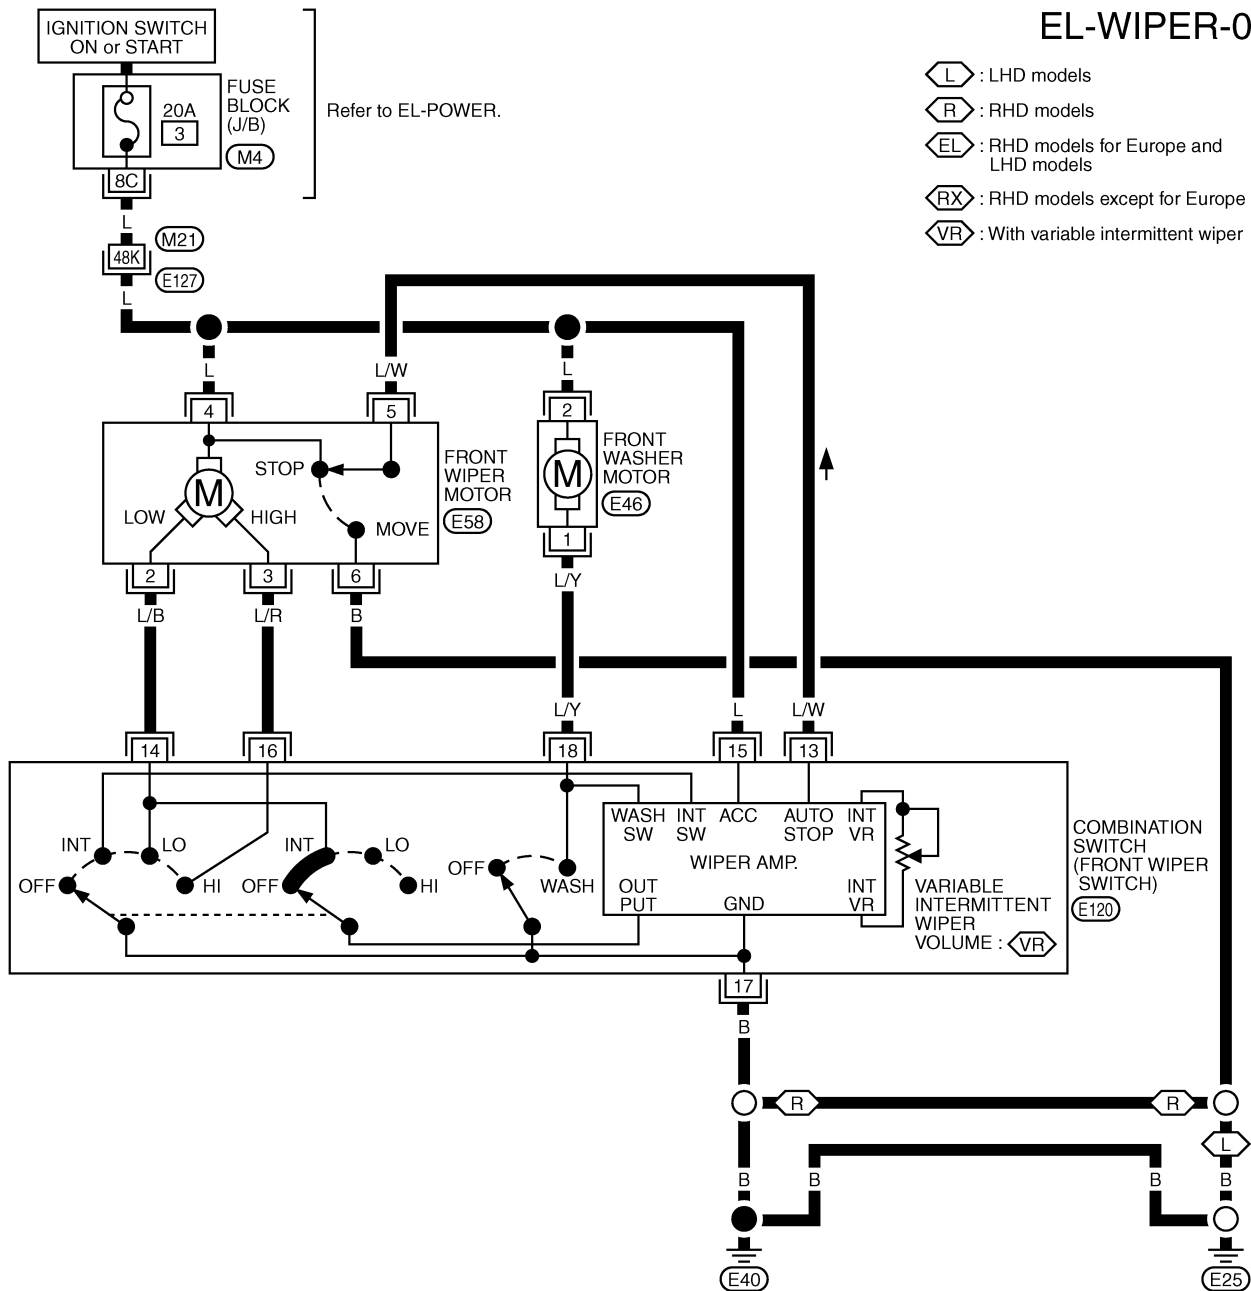 EL-WIPER-0
IGNITION SWITCH
ON or START
FUSE
BLOCK
(J/B)
20A
3
M4
8C
Refer to EL-POWER.
L : LHD models
R : RHD models
EL : RHD models for Europe and
LHD models
RX : RHD models except for Europe
VR : With variable intermittent wiper
L
M21
48K
E127
L
L
L/W
L
4
5
2
STOP
M
LOW
HIGH
MOVE
FRONT
WIPER
MOTOR
E58
M
FRONT
WASHER
MOTOR
E46
2
3
6
1
L/B
L/R
B
L/Y
L/Y
L
L/W
14
16
18
15
13
INT
LO
OFF
HI
INT
LO
OFF
HI
OFF
WASH
WASH
SW
INT
SW
ACC
AUTO
STOP
INT
VR
WIPER AMP.
OUT
PUT
GND
INT
VR
VARIABLE
INTERMITTENT
WIPER
VOLUME : VR
COMBINATION
SWITCH
(FRONT WIPER
SWITCH)
E120
17
B
R
R
L
B
B
B
B
E40
E25